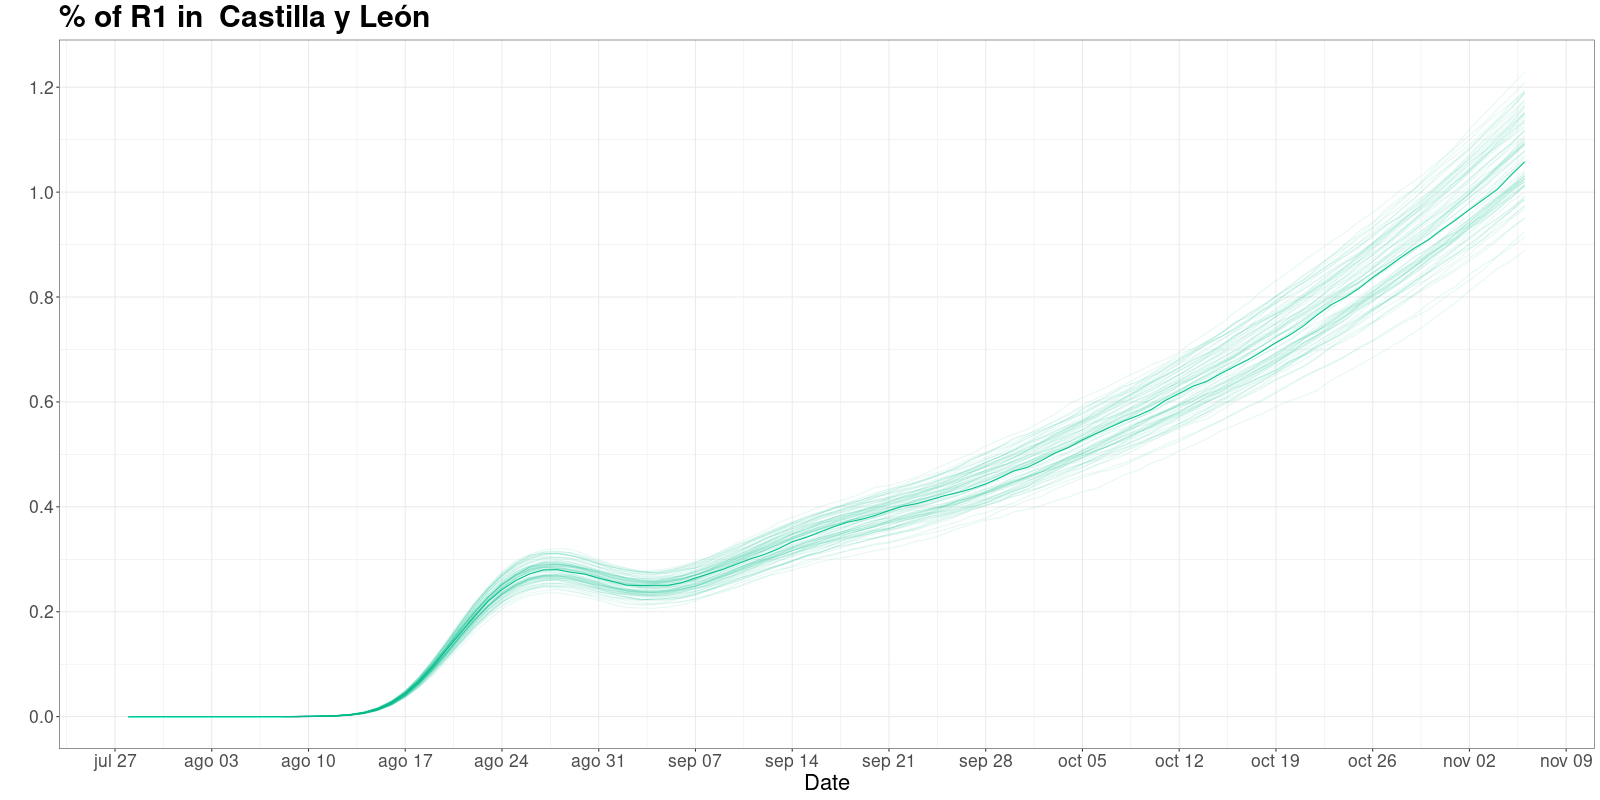 % of R1 in  Castilla y León
1.2
1.0
0.8
0.6
0.4
0.2
0.0
jul 27 ago 03 ago 10 ago 17 ago 24 ago 31 sep 07 sep 14 sep 21 sep 28 oct 05 oct 12 oct 19 oct 26 nov 02 nov 09
Date